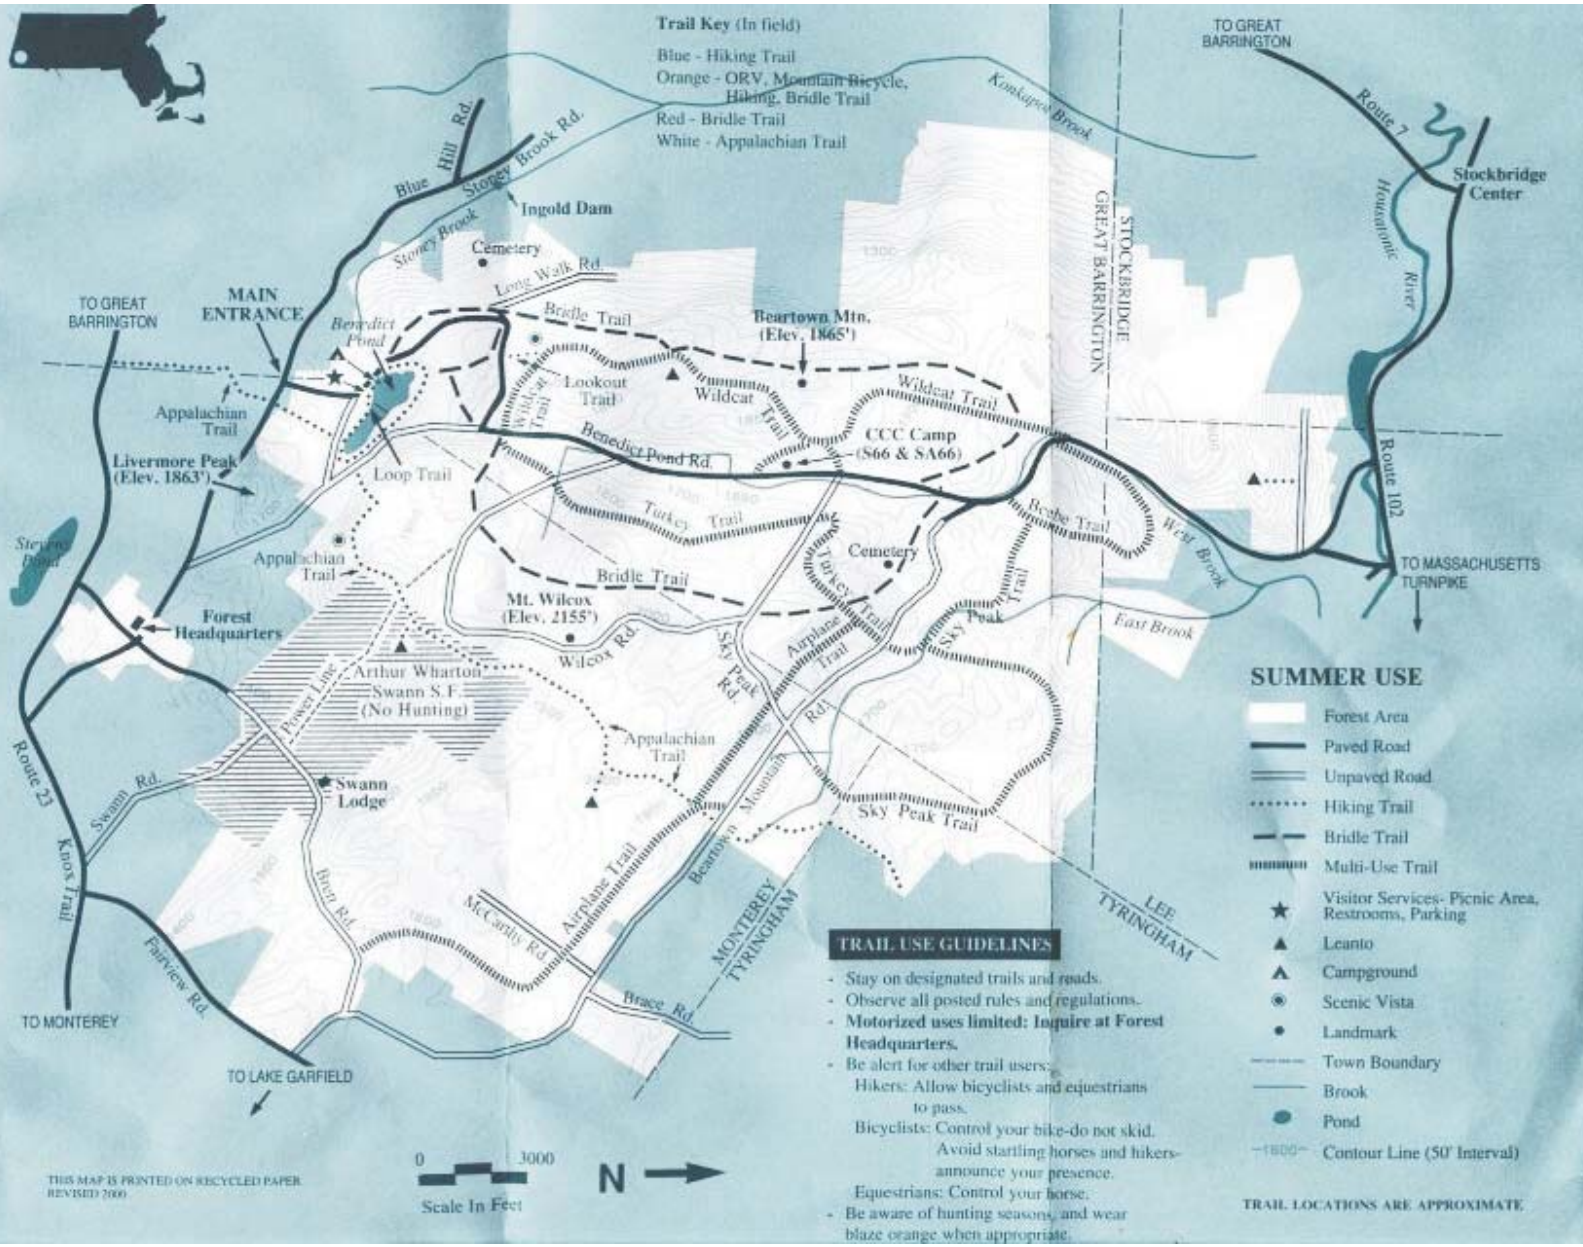 Trail Key (In field)
Blue - Hiking Trail
Orange - ORV, Mountain Bicycle,
Hiking, Bridle Trail
Red - Bridle Trail
White - Appalachian Trail
TO GREAT
BARRINGTON
Route 7
Konkapot Brook
Stockbridge
Center
Housatonic
River
STOCKBRIDGE
GREAT BARRINGTON
Blue Hill Rd.
Stoney Brook Rd.
Ingold Dam
Stoney Brook
Cemetery
Long Walk Rd.
1300
TO GREAT
BARRINGTON
MAIN
ENTRANCE
Benedict
Pond
Bridle Trail
Beartown Mtn.
(Elev. 1865')
Appalachian
Trail
Lookout
Trail
Wildcat
Trail
Wildcat
Trail
Wildcat Trail
CCC Camp
(S66 & SA66)
Livermore Peak
(Elev. 1863')
Loop Trail
Benedict Pond Rd.
Route 102
Turkey Trail
Beebe Trail
West Brook
Stevens
Pond
Appalachian
Trail
Cemetery
Bridle Trail
Turkey Trail
TO MASSACHUSETTS
TURNPIKE
Mt. Wilcox
(Elev. 2155')
Wilcox Rd.
Forest
Headquarters
Airplane
Trail
Sky Peak
Trail
East Brook
Sky Peak
Rd.
Power Line
Arthur Wharton
Swann S.F.
(No Hunting)
SUMMER USE
Forest Area
Paved Road
Unpaved Road
Hiking Trail
Bridle Trail
Multi-Use Trail
Visitor Services- Picnic Area,
Restrooms, Parking
Leanto
Campground
Scenic Vista
Landmark
Town Boundary
Brook
Pond
-1800- Contour Line (50' Interval)
Appalachian
Trail
Route 23
Swann Rd.
Swann
Lodge
Beartown Mountain Rd.
Sky Peak Trail
Knox Trail
Bren Rd.
Airplane Trail
McCarthy Rd.
MONTEREY
TYRINGHAM
LEE
TYRINGHAM
Fairview Rd.
Brace Rd.
TO MONTEREY
TO LAKE GARFIELD
TRAIL USE GUIDELINES
- Stay on designated trails and roads.
- Observe all posted rules and regulations.
- Motorized uses limited: Inquire at Forest
Headquarters.
- Be alert for other trail users:
Hikers: Allow bicyclists and equestrians
to pass.
Bicyclists: Control your bike-do not skid.
Avoid startling horses and hikers-
announce your presence.
Equestrians: Control your horse.
- Be aware of hunting seasons, and wear
blaze orange when appropriate.
0 3000
Scale In Feet
N
THIS MAP IS PRINTED ON RECYCLED PAPER
REVISED 2000
TRAIL LOCATIONS ARE APPROXIMATE